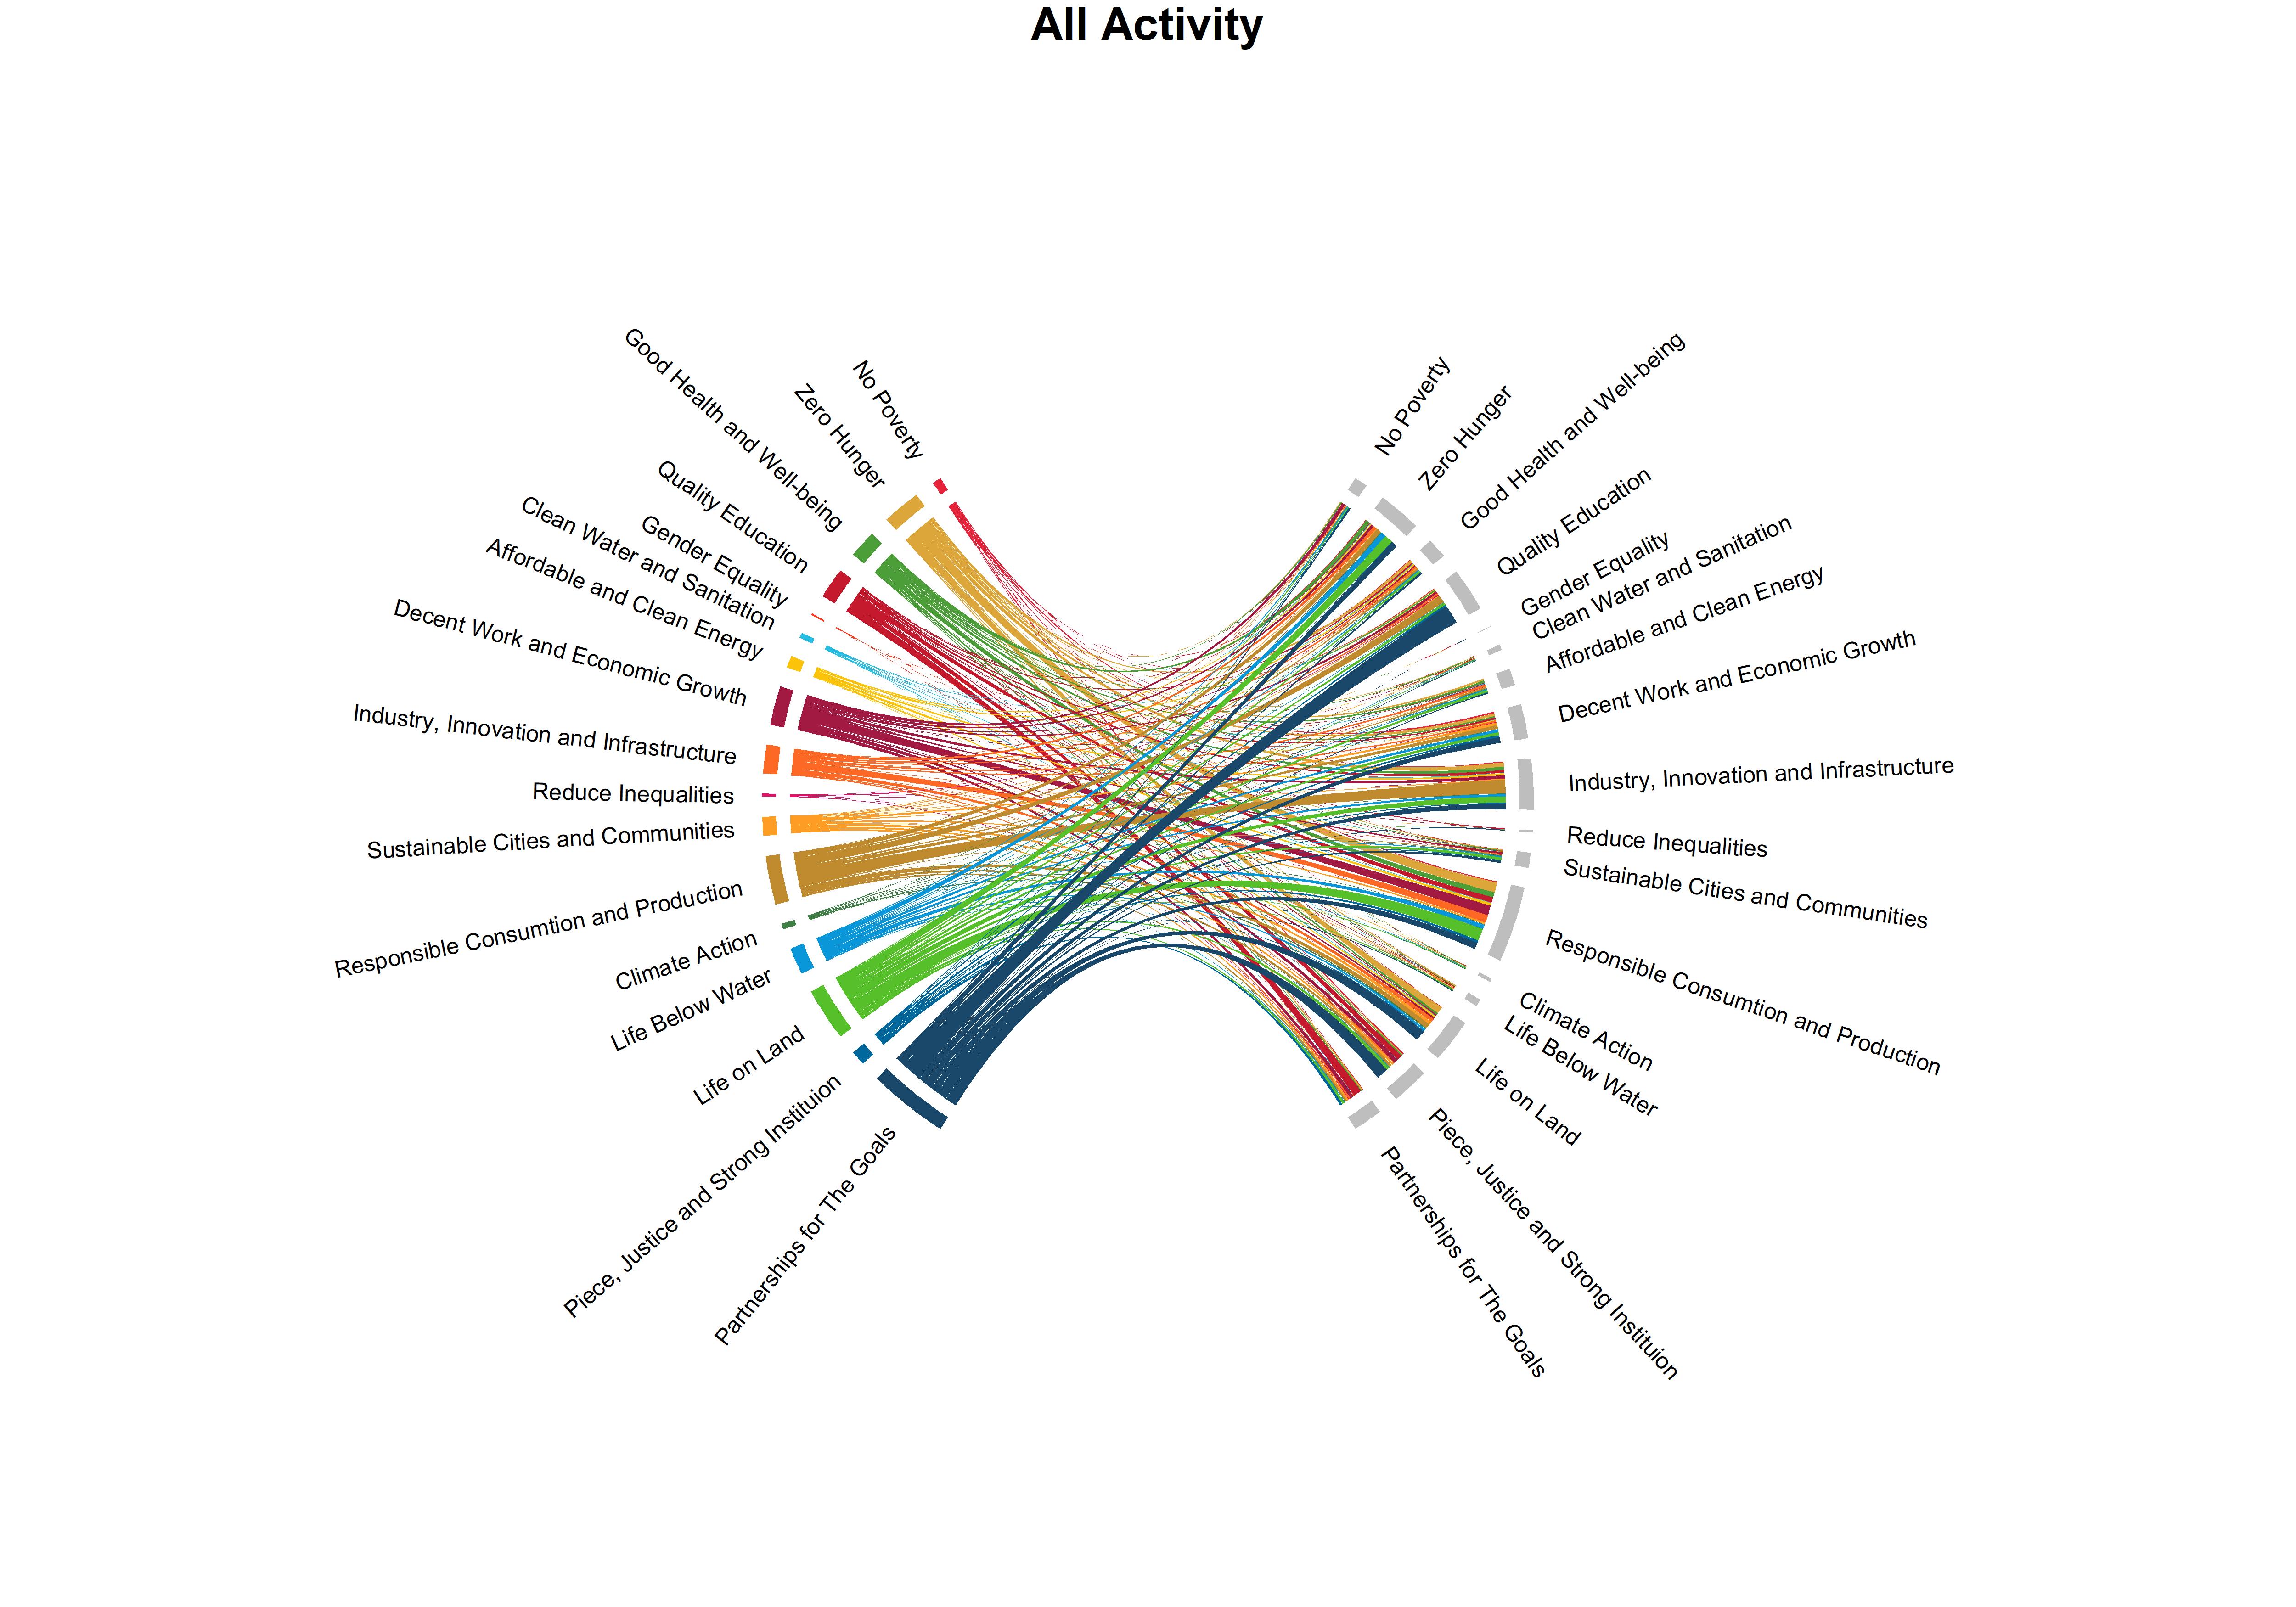 All Activity
No Poverty
Zero Hunger
Good Health and Well-being
Quality Education
Gender Equality
Clean Water and Sanitation
Affordable and Clean Energy
Decent Work and Economic Growth
Industry, Innovation and Infrastructure
Reduce Inequalities
Sustainable Cities and Communities
Responsible Consumtion and Production
Climate Action
Life Below Water
Life on Land
Piece, Justice and Strong Instituion
Partnerships for The Goals
No Poverty
Zero Hunger
Good Health and Well-being
Quality Education
Gender Equality
Clean Water and Sanitation
Affordable and Clean Energy
Decent Work and Economic Growth
Industry, Innovation and Infrastructure
Reduce Inequalities
Sustainable Cities and Communities
Responsible Consumtion and Production
Climate Action
Life Below Water
Life on Land
Piece, Justice and Strong Instituion
Partnerships for The Goals